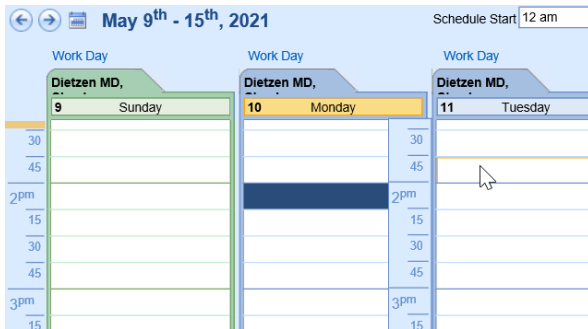 May 9th - 15th, 2021
Schedule Start 12 am
Work Day Work Day Work Day
Dietzen MD, Dietzen MD, Dietzen MD,
9 Sunday 10 Monday 11 Tuesday
30 30
45 45
2pm 2pm
15 15
30 30
45 45
3pm 3pm
15 15